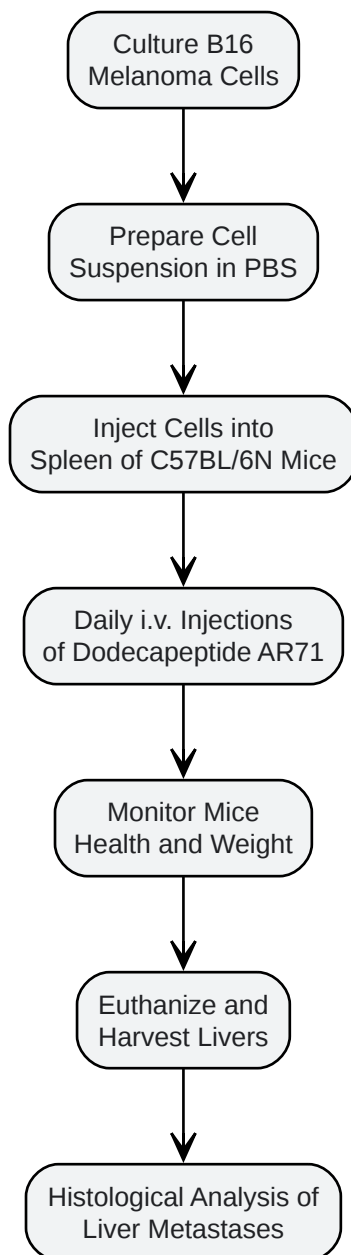 Culture B16
Melanoma Cells
Prepare Cell
Suspension in PBS
Inject Cells into
Spleen of C57BL/6N Mice
Daily i.v. Injections
of Dodecapeptide AR71
Monitor Mice
Health and Weight
Euthanize and
Harvest Livers
Histological Analysis of
Liver Metastases